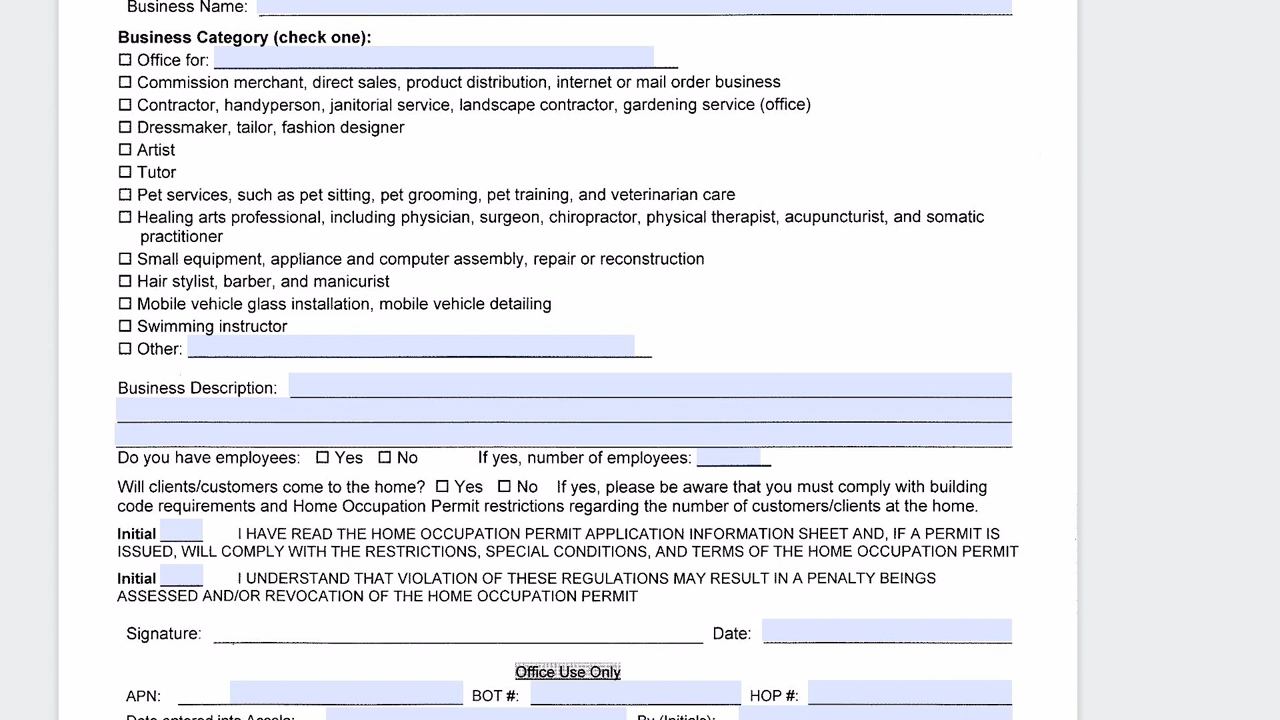 Business Name:
Business Category (check one):
☐ Office for:
☐ Commission merchant, direct sales, product distribution, internet or mail order business
☐ Contractor, handyperson, janitorial service, landscape contractor, gardening service (office)
☐ Dressmaker, tailor, fashion designer
☐ Artist
☐ Tutor
☐ Pet services, such as pet sitting, pet grooming, pet training, and veterinarian care
☐ Healing arts professional, including physician, surgeon, chiropractor, physical therapist, acupuncturist, and somatic
practitioner
☐ Small equipment, appliance and computer assembly, repair or reconstruction
☐ Hair stylist, barber, and manicurist
☐ Mobile vehicle glass installation, mobile vehicle detailing
☐ Swimming instructor
☐ Other:
Business Description:
Do you have employees: ☐ Yes ☐ No If yes, number of employees:
Will clients/customers come to the home? ☐ Yes ☐ No If yes, please be aware that you must comply with building
code requirements and Home Occupation Permit restrictions regarding the number of customers/clients at the home.
Initial I HAVE READ THE HOME OCCUPATION PERMIT APPLICATION INFORMATION SHEET AND, IF A PERMIT IS
ISSUED, WILL COMPLY WITH THE RESTRICTIONS, SPECIAL CONDITIONS, AND TERMS OF THE HOME OCCUPATION PERMIT
Initial I UNDERSTAND THAT VIOLATION OF THESE REGULATIONS MAY RESULT IN A PENALTY BEINGS
ASSESSED AND/OR REVOCATION OF THE HOME OCCUPATION PERMIT
Signature: Date:
Office Use Only
APN: BOT #: HOP #:
Date entered into Accela: By (Initials):